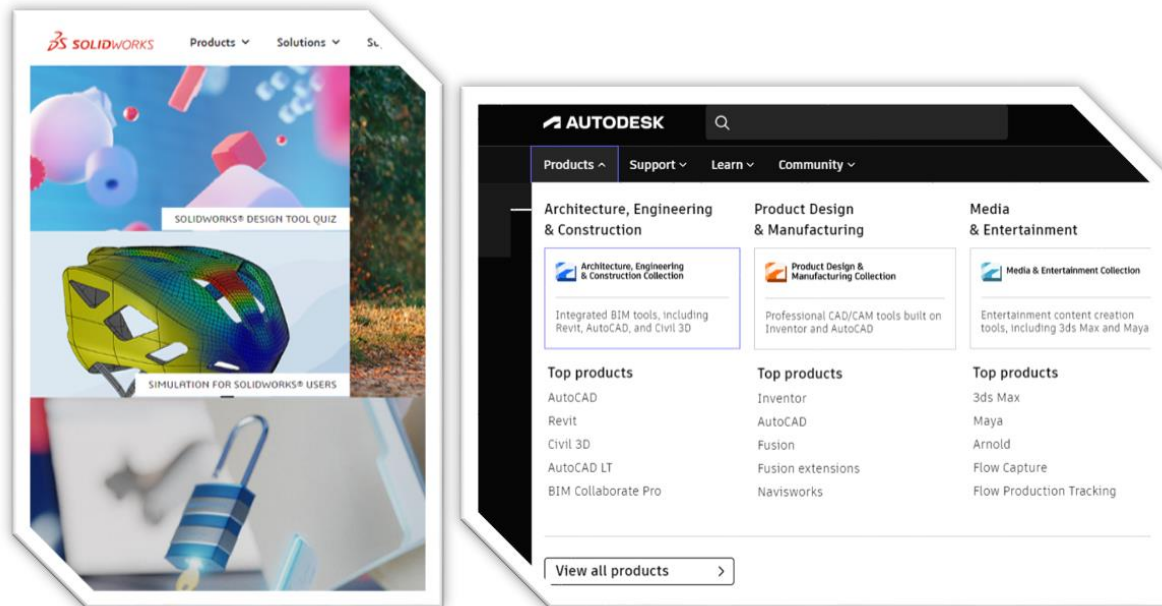 SOLIDWORKS
Products
Solutions
SOLIDWORKS® DESIGN TOOL QUIZ
SIMULATION FOR SOLIDWORKS® USERS
AUTODESK
Products
Support
Learn
Community
Architecture, Engineering
& Construction
Architecture, Engineering
& Construction Collection
Integrated BIM tools, including
Revit, AutoCAD, and Civil 3D
Top products
AutoCAD
Revit
Civil 3D
AutoCAD LT
BIM Collaborate Pro
Product Design
& Manufacturing
Product Design &
Manufacturing Collection
Professional CAD/CAM tools built on
Inventor and AutoCAD
Top products
Inventor
AutoCAD
Fusion
Fusion extensions
Navisworks
Media
& Entertainment
Media & Entertainment Collection
Entertainment content creation
tools, including 3ds Max and Maya
Top products
3ds Max
Maya
Arnold
Flow Capture
Flow Production Tracking
View all products